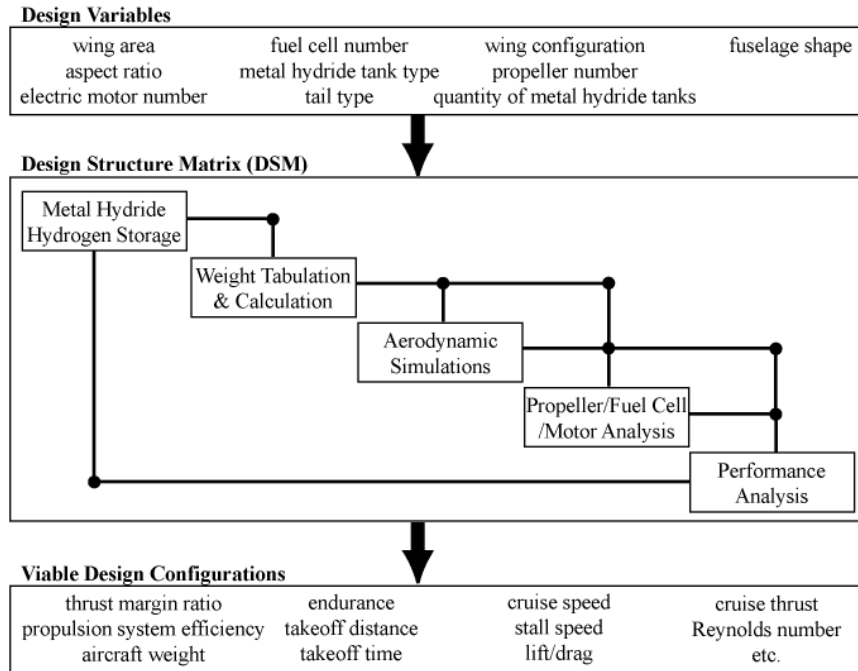 Design Variables
wing area fuel cell number wing configuration fuselage shape
aspect ratio metal hydride tank type propeller number
electric motor number tail type quantity of metal hydride tanks
Design Structure Matrix (DSM)
Metal Hydride
Hydrogen Storage
Weight Tabulation
& Calculation
Aerodynamic
Simulations
Propeller/Fuel Cell
/Motor Analysis
Performance
Analysis
Viable Design Configurations
thrust margin ratio endurance cruise speed cruise thrust
propulsion system efficiency takeoff distance stall speed Reynolds number
aircraft weight takeoff time lift/drag etc.